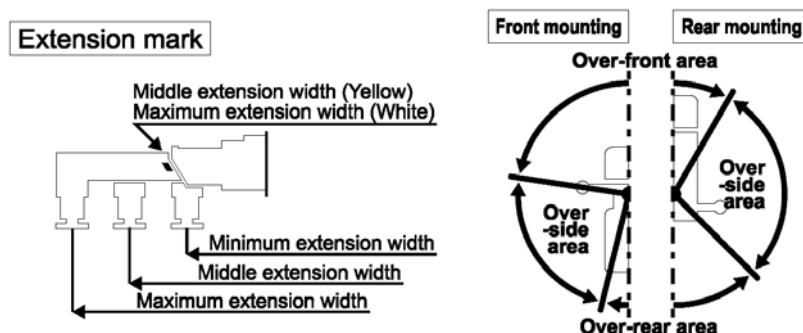 Extension mark
Middle extension width (Yellow)
Maximum extension width (White)
Minimum extension width
Middle extension width
Maximum extension width
Front mounting
Rear mounting
Over-front area
Over
-side
area
Over
-side
area
Over-rear area